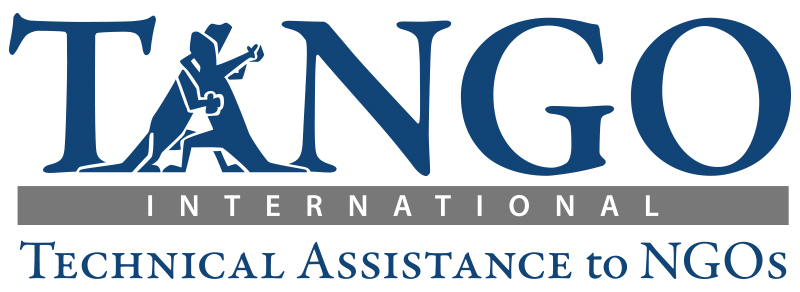 TANGO
INTERNATIONAL
TECHNICAL ASSISTANCE to NGOs